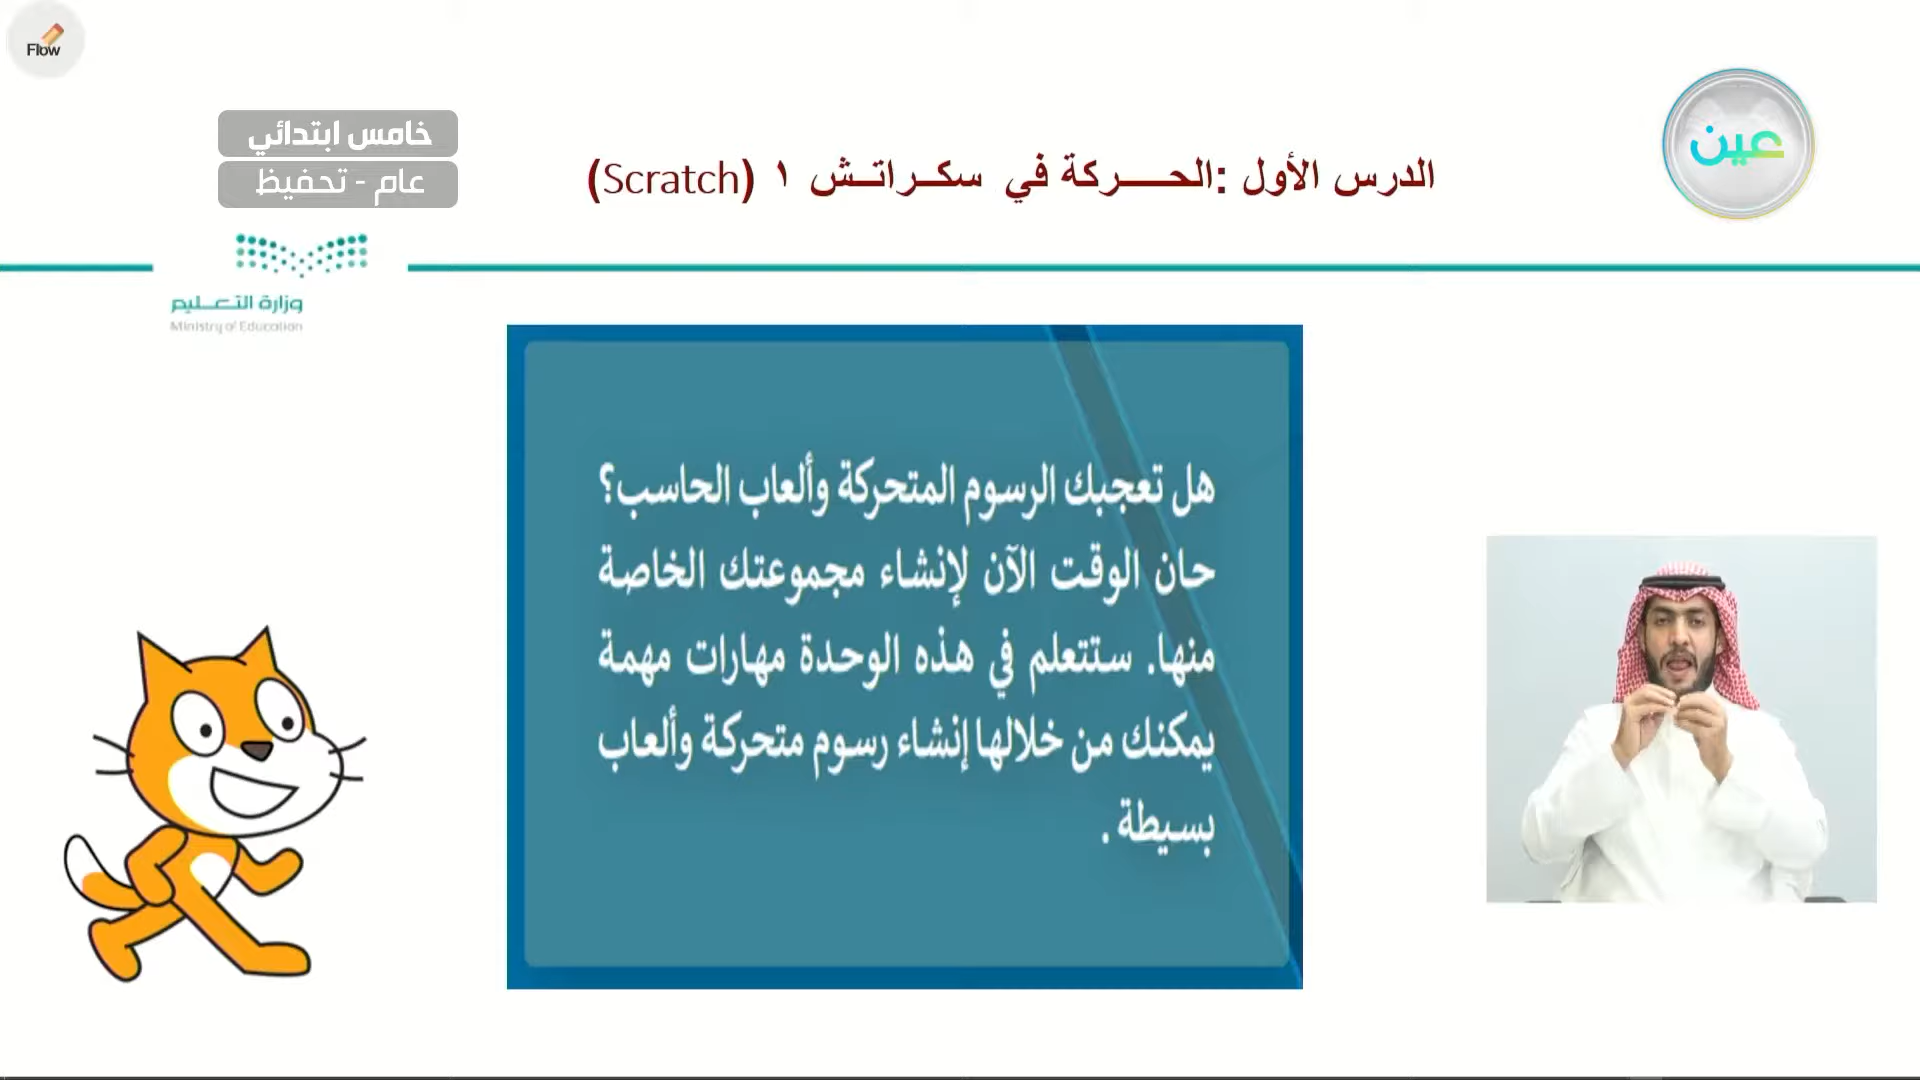 Flow
خامس ابتدائي
عام - تحفيظ
عين
الدرس الأول :الحـــــركة في سكــراتــش ١ (Scratch)
وزارة التعليم
Ministry of Education
هل تعجبك الرسوم المتحركة وألعاب الحاسب؟
حان الوقت الآن لإنشاء مجموعتك الخاصة
منها. ستتعلم في هذه الوحدة مهارات مهمة
يمكنك من خلالها إنشاء رسوم متحركة وألعاب
بسيطة .